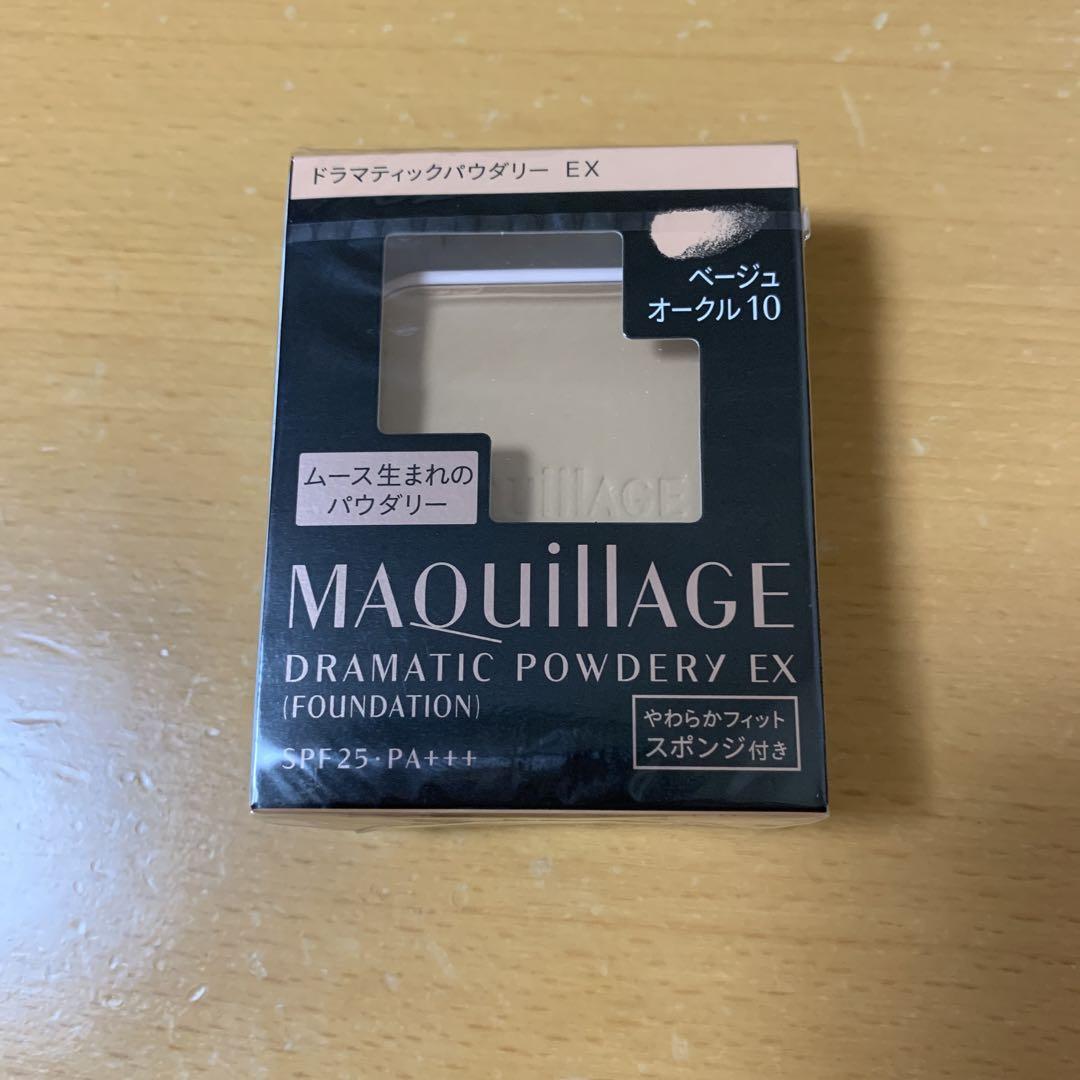 ドラマティックパウダリー EX
ベージュ
オークル10
ムース生まれの
パウダリー
uillAGE
MAQuillAGE
DRAMATIC POWDERY EX
(FOUNDATION)
SPF25・PA+++
やわらかフィット
スポンジ付き